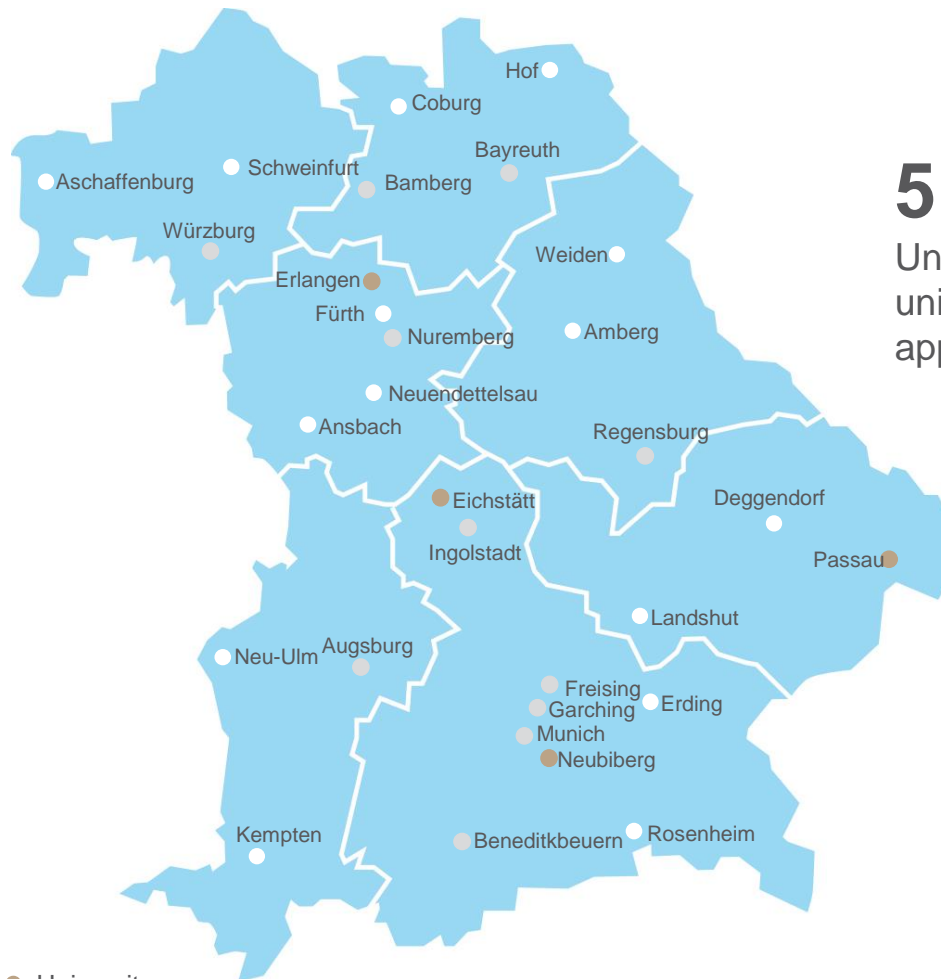 Hof
Coburg
Bayreuth
Schweinfurt
Aschaffenburg
Bamberg
5
Würzburg
Weiden
Erlangen
Fürth
Amberg
Nuremberg
Neuendettelsau
Ansbach
Regensburg
Eichstätt
Deggendorf
Ingolstadt
Passau
Landshut
Augsburg
Neu-Ulm
Freising
Erding
Garching
Munich
Neubiberg
Kempten
Rosenheim
Beneditkbeuern